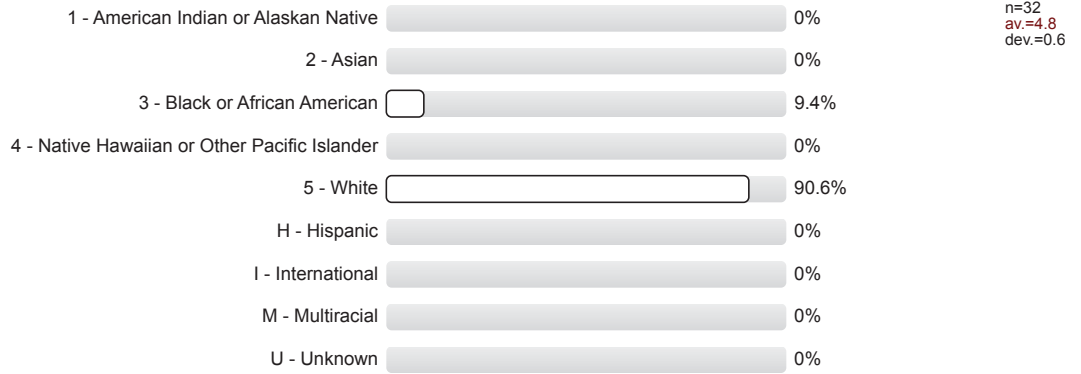 1 - American Indian or Alaskan Native 0%
n=32
av.=4.8
dev.=0.6
2 - Asian 0%
3 - Black or African American 9.4%
4 - Native Hawaiian or Other Pacific Islander 0%
5 - White 90.6%
H - Hispanic 0%
I - International 0%
M - Multiracial 0%
U - Unknown 0%